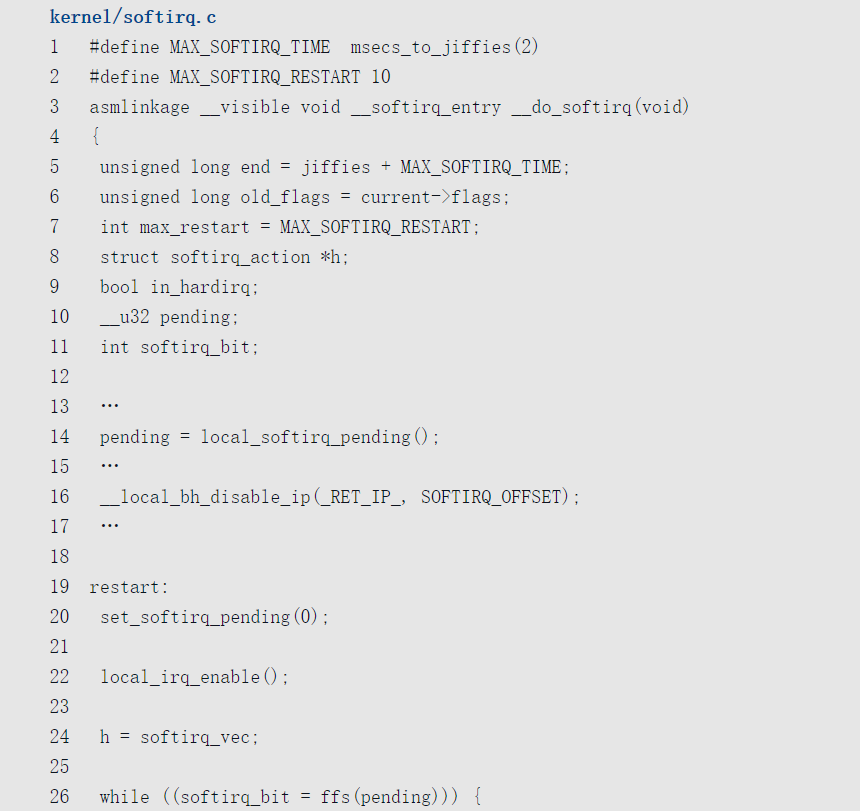 kernel/softirq.c
1 #define MAX_SOFTIRQ_TIME  msecs_to_jiffies(2)
2 #define MAX_SOFTIRQ_RESTART 10
3 asmlinkage __visible void __softirq_entry __do_softirq(void)
4 {
5  unsigned long end = jiffies + MAX_SOFTIRQ_TIME;
6  unsigned long old_flags = current->flags;
7  int max_restart = MAX_SOFTIRQ_RESTART;
8  struct softirq_action *h;
9  bool in_hardirq;
10  __u32 pending;
11  int softirq_bit;
12
13  …
14  pending = local_softirq_pending();
15  …
16  __local_bh_disable_ip(_RET_IP_, SOFTIRQ_OFFSET);
17  …
18
19 restart:
20  set_softirq_pending(0);
21
22  local_irq_enable();
23
24  h = softirq_vec;
25
26  while ((softirq_bit = ffs(pending))) {